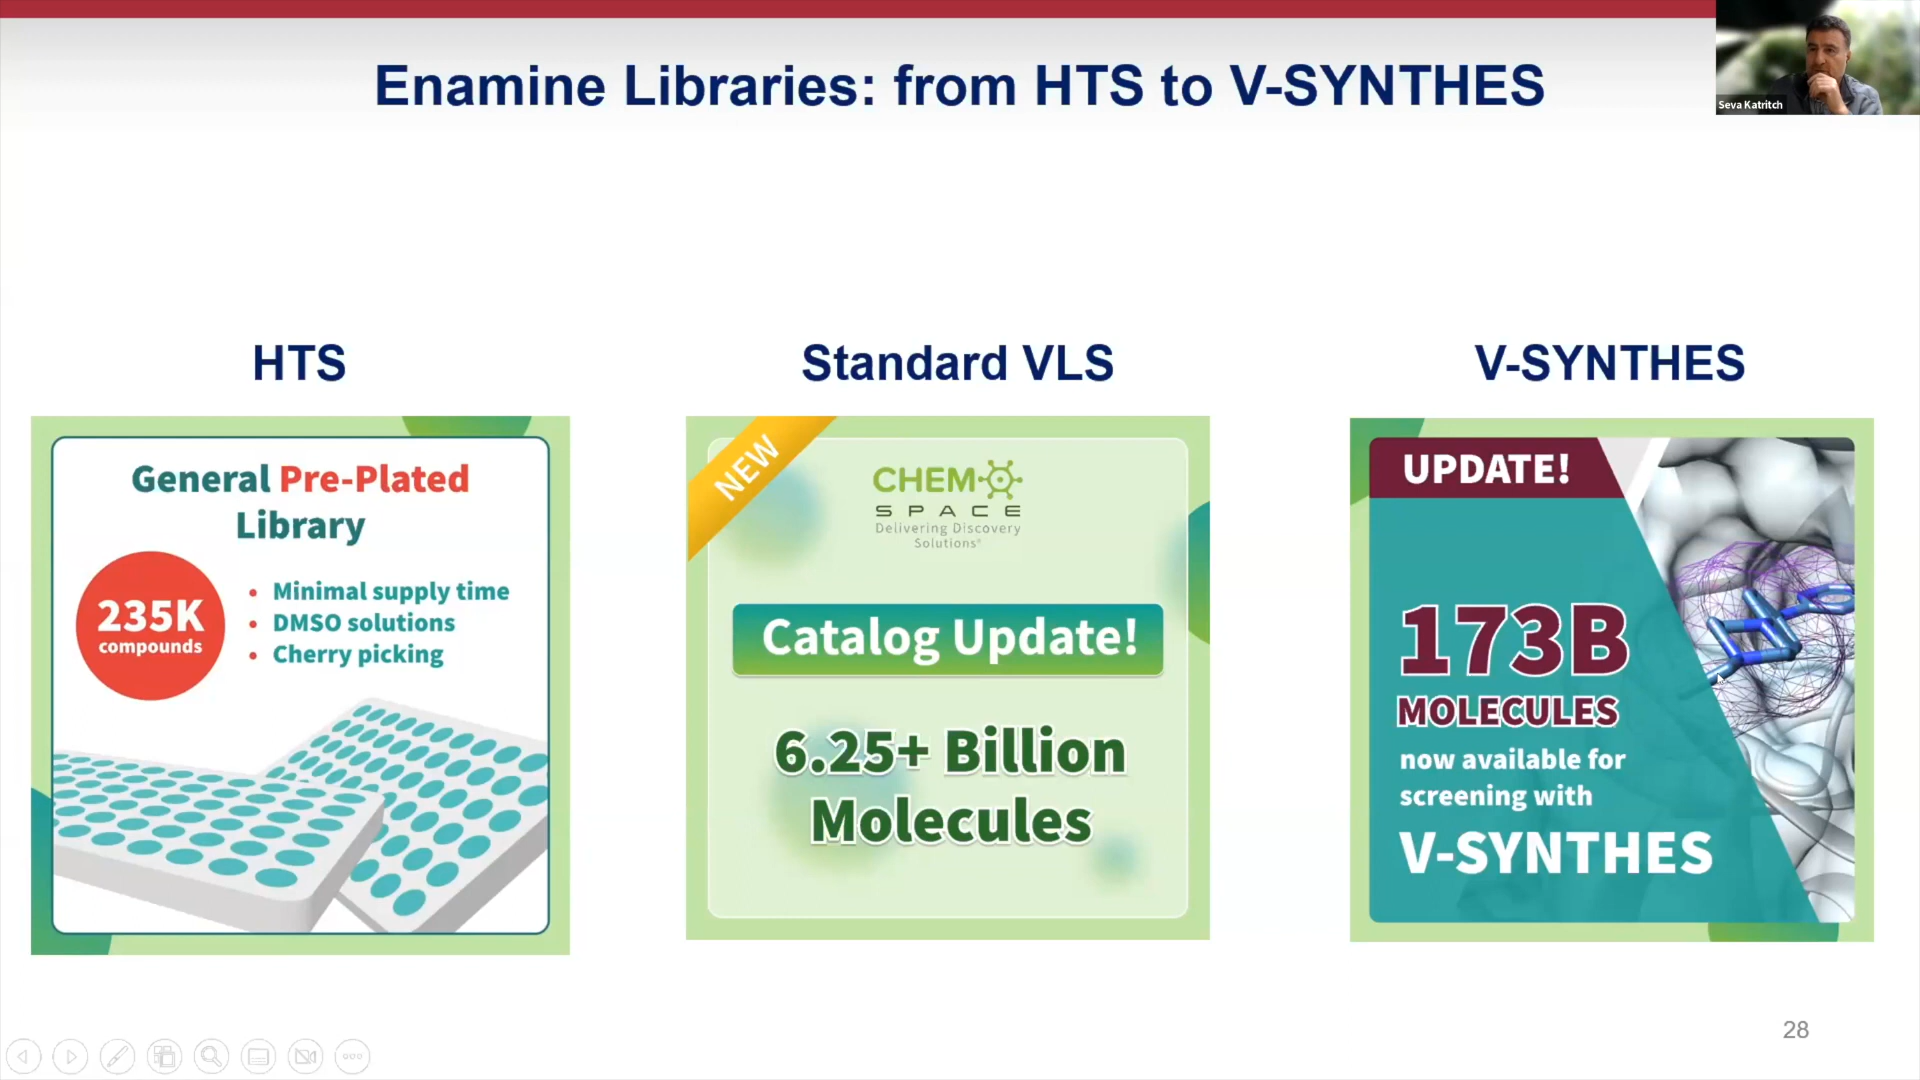 Enamine Libraries: from HTS to V-SYNTHES
Seva Katritch
HTS
Standard VLS
V-SYNTHES
General Pre-Plated
Library
235K
compounds
• Minimal supply time
• DMSO solutions
• Cherry picking
NEW
CHEM
SPACE
Delivering Discovery
Solutions®
Catalog Update!
6.25+ Billion
Molecules
UPDATE!
173B
MOLECULES
now available for
screening with
V-SYNTHES
28